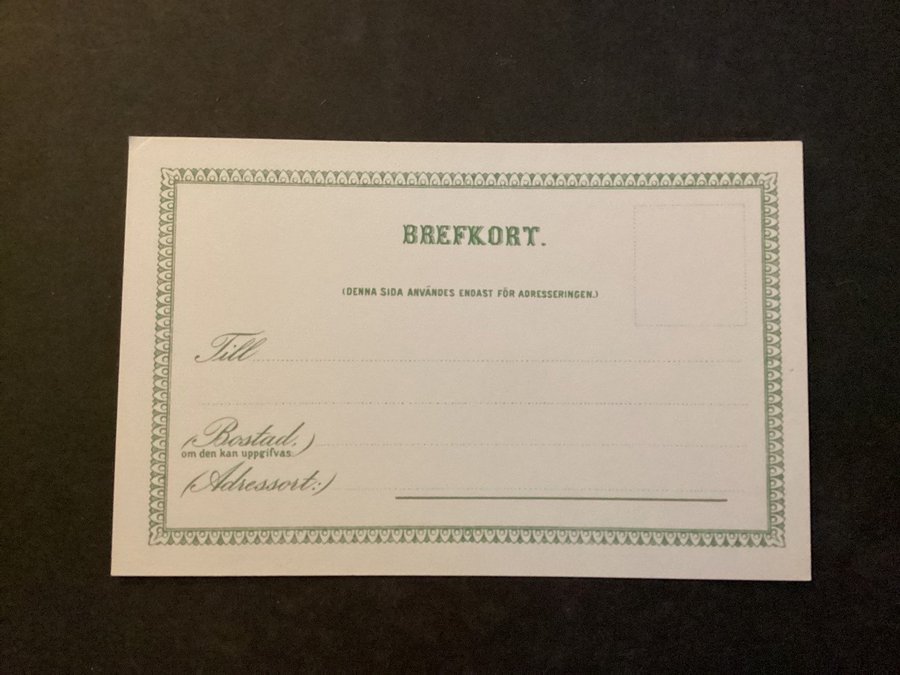 BREFKORT.
(DENNA SIDA ANVÄNDES ENDAST FÖR ADRESSERINGEN.)
Till
(Bostad.)
om den kan uppgifvas.
(Adressort:)